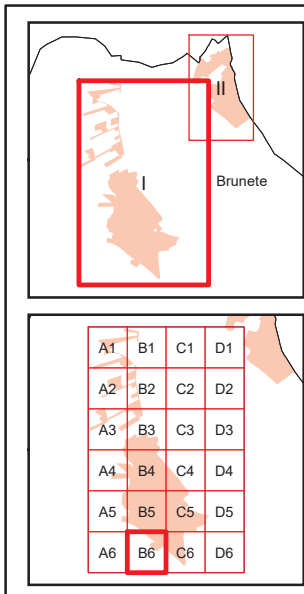 II
I
Brunete
A1 B1 C1 D1
A2 B2 C2 D2
A3 B3 C3 D3
A4 B4 C4 D4
A5 B5 C5 D5
A6 B6 C6 D6